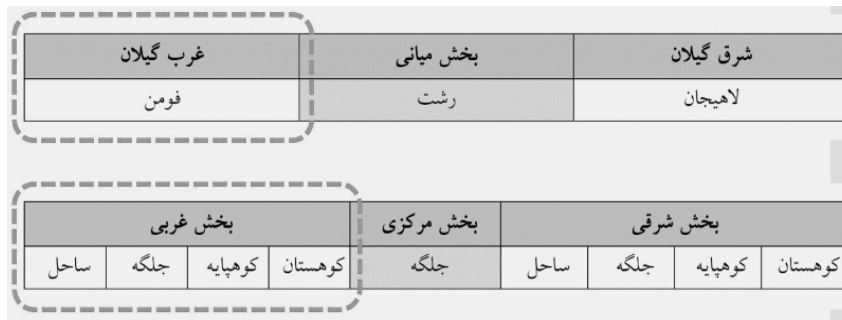 شرق گیلان بخش میانی غرب گیلان
لاهیجان رشت فومن
بخش شرقی بخش مرکزی بخش غربی
کوهستان کوهپایه جلگه ساحل جلگه کوهستان کوهپایه جلگه ساحل